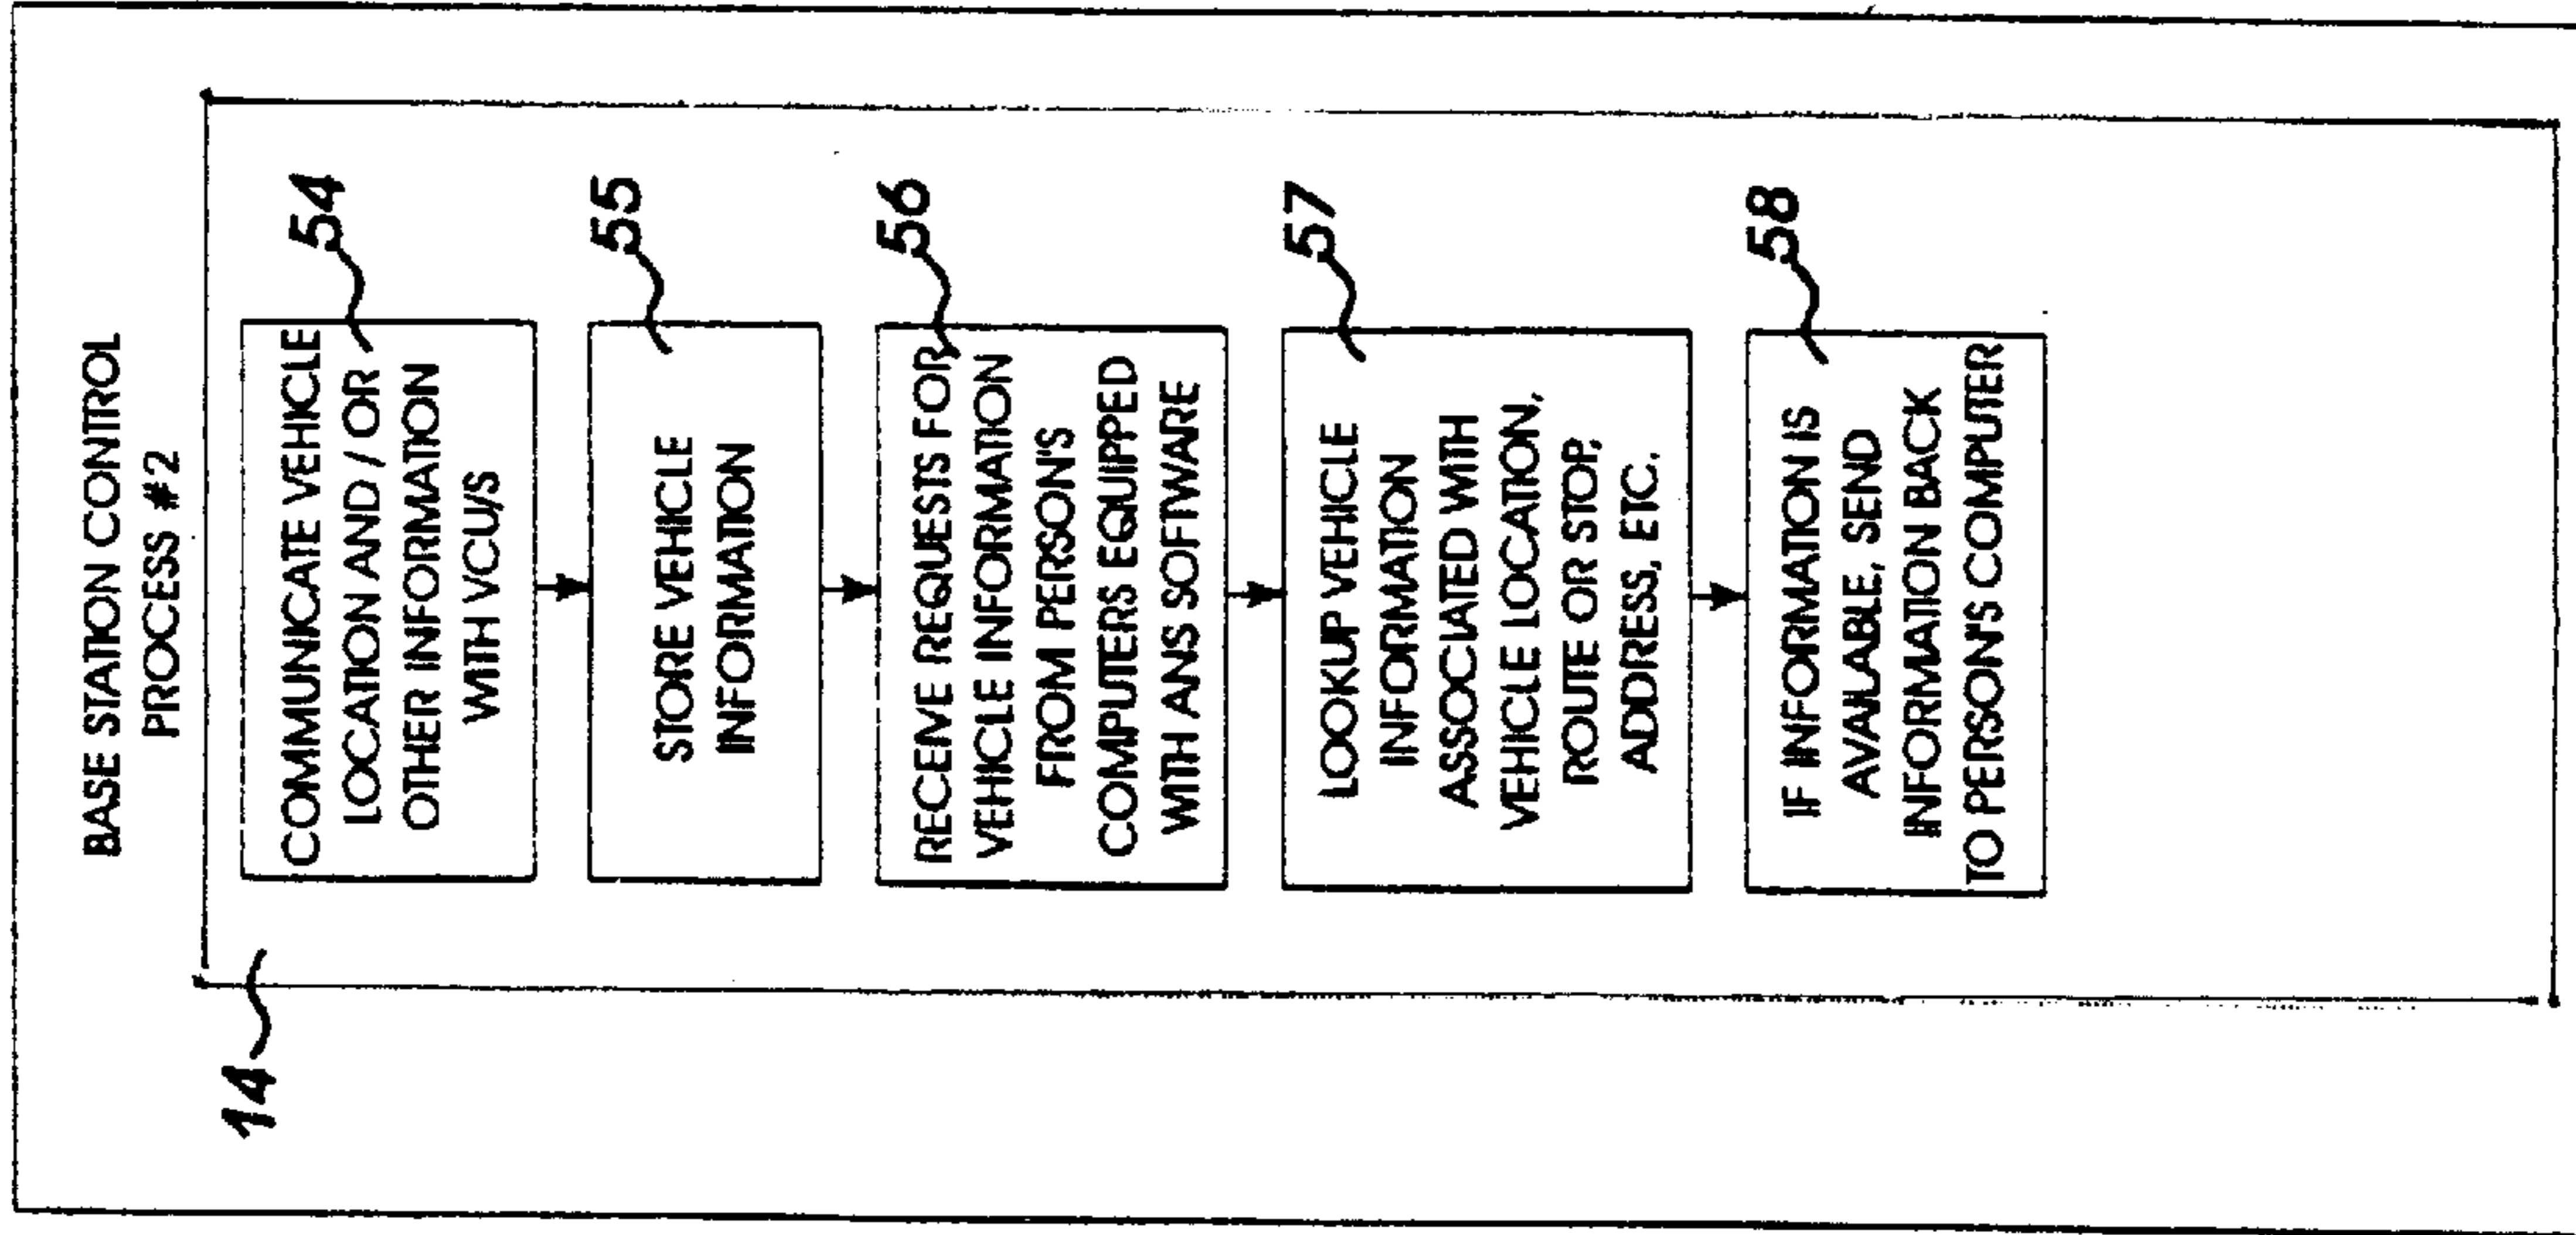 BASE STATION CONTROL
PROCESS #2
14
COMMUNICATE VEHICLE
LOCATION AND / OR
OTHER INFORMATION
WITH VCU/S
54
STORE VEHICLE
INFORMATION
55
RECEIVE REQUESTS FOR
VEHICLE INFORMATION
FROM PERSON'S
COMPUTERS EQUIPPED
WITH ANS SOFTWARE
56
LOOKUP VEHICLE
INFORMATION
ASSOCIATED WITH
VEHICLE LOCATION,
ROUTE OR STOP,
ADDRESS, ETC.
57
IF INFORMATION IS
AVAILABLE, SEND
INFORMATION BACK
TO PERSON'S COMPUTER
58